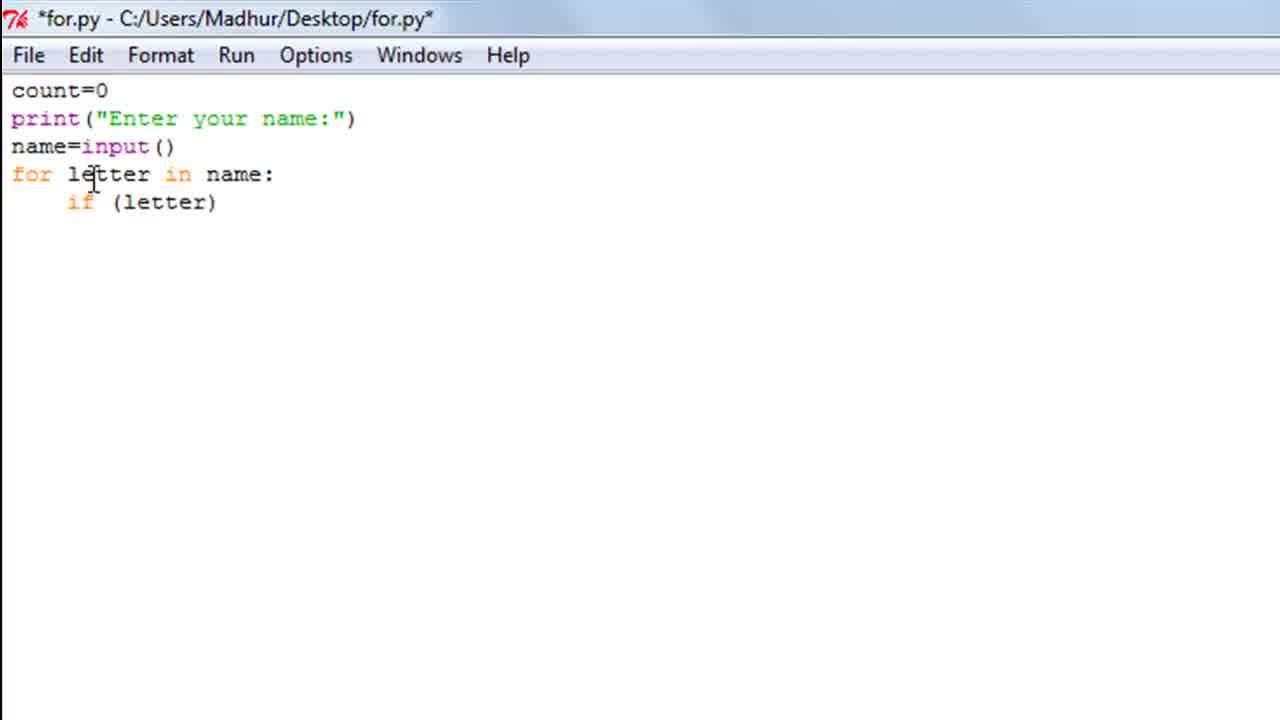 *for.py - C:/Users/Madhur/Desktop/for.py*
File Edit Format Run Options Windows Help
count=0
print("Enter your name:")
name=input()
for letter in name:
    if (letter)